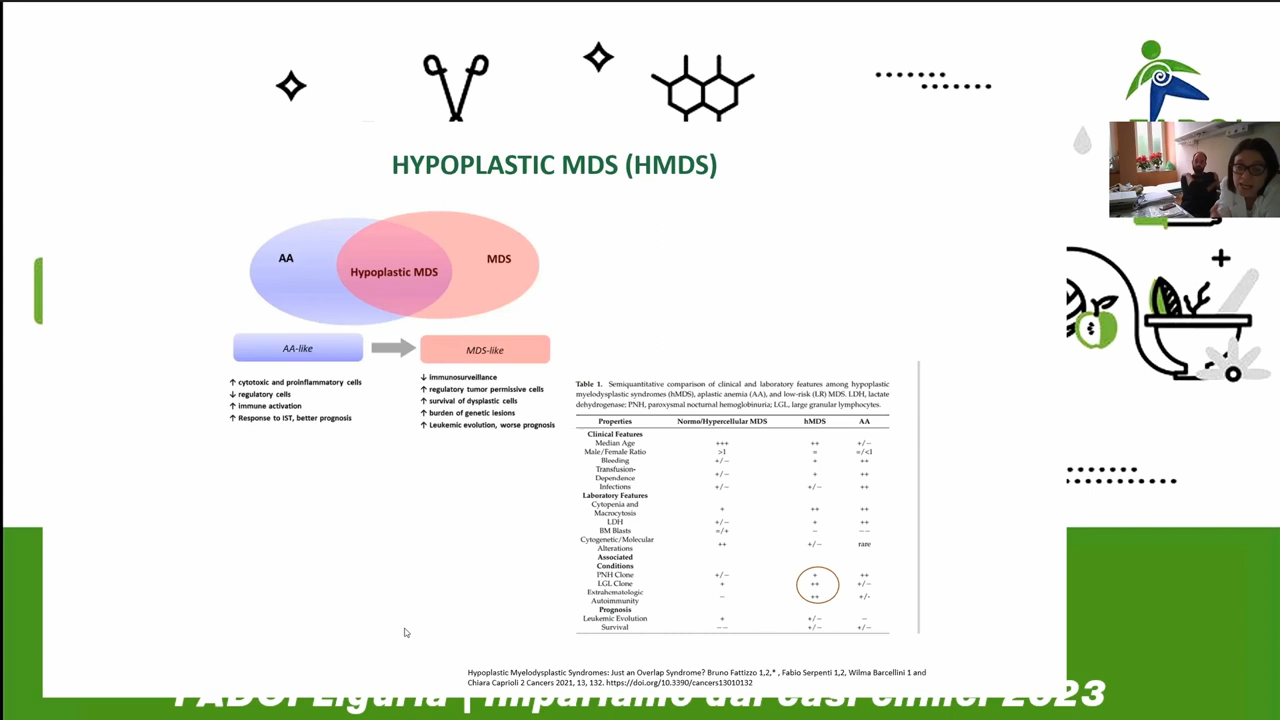 HYPOPLASTIC MDS (HMDS)
AA
Hypoplastic MDS
MDS
AA-like
MDS-like
↑ cytotoxic and proinflammatory cells
↓ regulatory cells
↑ immune activation
↑ Response to IST, better prognosis
↓ immunosurveillance
↑ regulatory tumor permissive cells
↑ survival of dysplastic cells
↑ burden of genetic lesions
↑ Leukemic evolution, worse prognosis
Table 1. Semiquantitative comparison of clinical and laboratory features among hypoplastic
myelodysplastic syndromes (hMDS), aplastic anemia (AA), and low-risk (LR) MDS. LDH, lactate
dehydrogenase; PNH, paroxysmal nocturnal hemoglobinuria; LGL, large granular lymphocytes.
Properties Normo/Hypercellular MDS hMDS AA
Clinical Features
Median Age +++ ++ +/−
Male/Female Ratio >1 = =/<1
Bleeding +/− + ++
Transfusion-
Dependence +/− + ++
Infections +/− +/− ++
Laboratory Features
Cytopenia and
Macrocytosis + ++ ++
LDH +/− + ++
BM Blasts =/+ − −−
Cytogenetic/Molecular
Alterations ++ +/− rare
Associated
Conditions
PNH Clone +/− + ++
LGL Clone + ++ +/−
Extrahematologic
Autoimmunity − ++ +/-
Prognosis
Leukemic Evolution + +/− −
Survival −− +/− +/−
Hypoplastic Myelodysplastic Syndromes: Just an Overlap Syndrome? Bruno Fattizzo 1,2,* , Fabio Serpenti 1,2, Wilma Barcellini 1 and
Chiara Caprioli 2 Cancers 2021, 13, 132. https://doi.org/10.3390/cancers13010132
FADOI Liguria | Impariamo dai casi clinici 2023